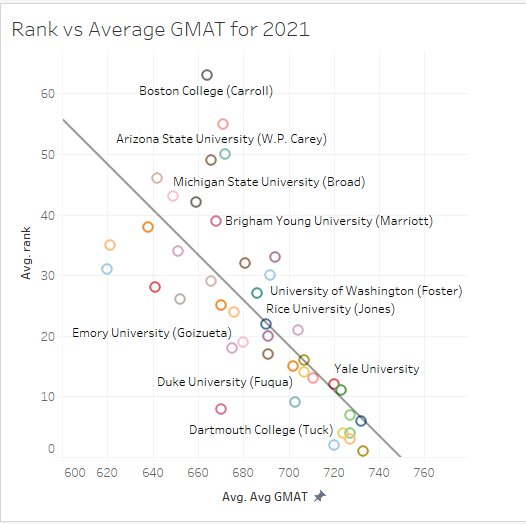 Rank vs Average GMAT for 2021
60
Boston College (Carroll)
Arizona State University (W.P. Carey)
50
Michigan State University (Broad)
40
Brigham Young University (Marriott)
Avg. rank
30
University of Washington (Foster)
Rice University (Jones)
20
Emory University (Goizueta)
Yale University
Duke University (Fuqua)
10
Dartmouth College (Tuck)
0
600 620 640 660 680 700 720 740 760
Avg. Avg GMAT